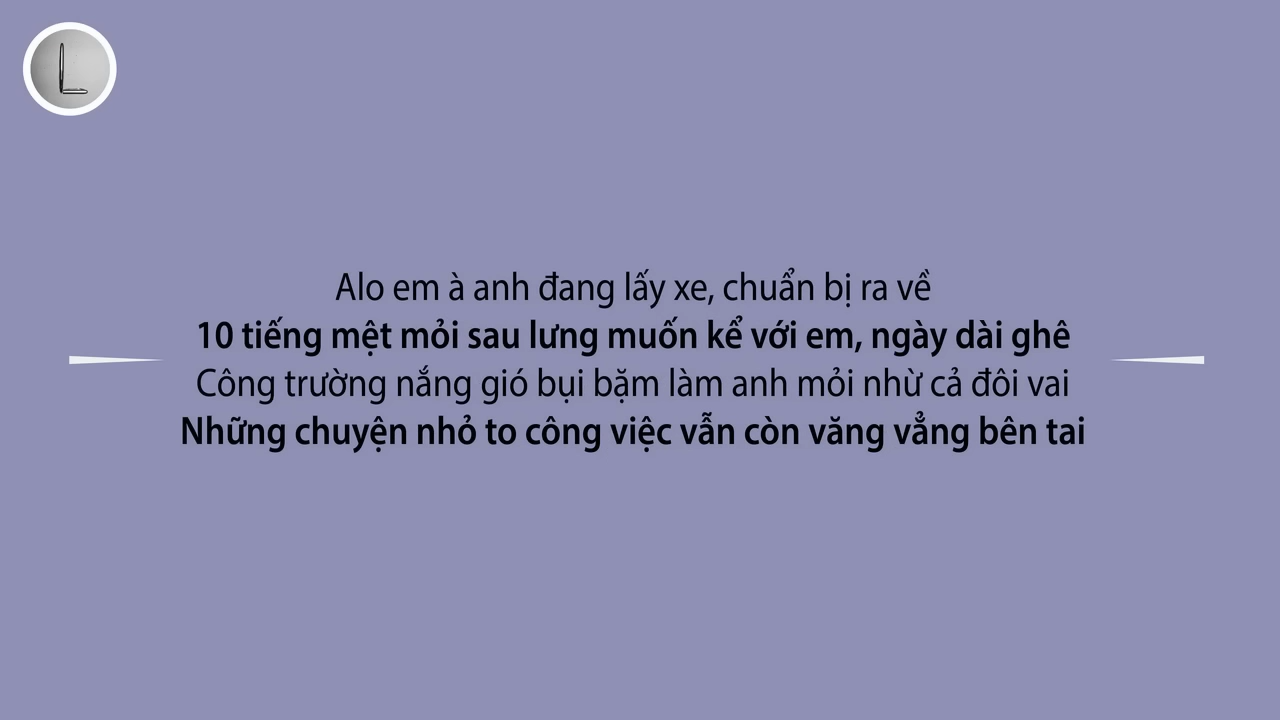 L
Alo em à anh đang lấy xe, chuẩn bị ra về
10 tiếng mệt mỏi sau lưng muốn kể với em, ngày dài ghê
Công trường nắng gió bụi bặm làm anh mỏi nhừ cả đôi vai
Những chuyện nhỏ to công việc vẫn còn văng vẳng bên tai